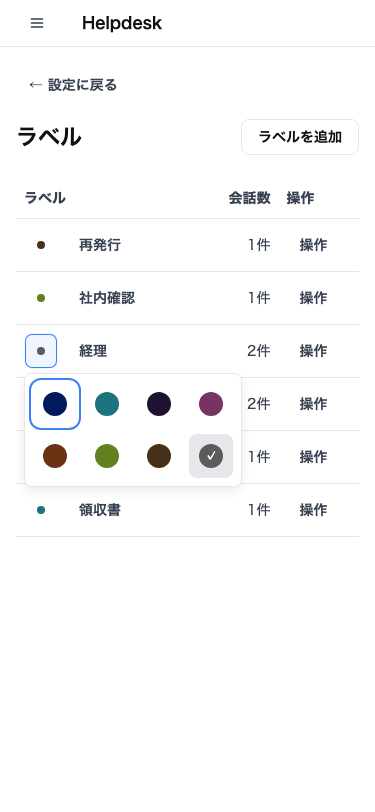 Helpdesk
← 設定に戻る
ラベル
ラベルを追加
ラベル 会話数 操作
再発行 1件 操作
社内確認 1件 操作
経理 2件 操作
2件 操作
1件 操作
領収書 1件 操作